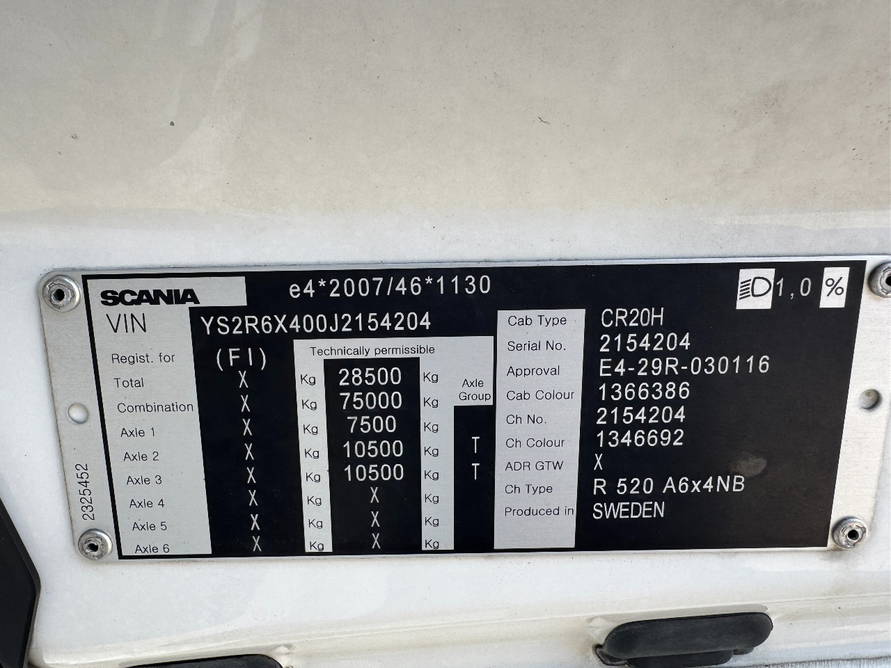 SCANIA e4*2007/46*1130 1,0 %
VIN YS2R6X400J2154204
Regist. for (FI) Technically permissible
Total X Kg 28500 Kg Axle Group
Combination X Kg 75000 Kg
Axle 1 X Kg 7500 Kg
Axle 2 X Kg 10500 Kg T
Axle 3 X Kg 10500 Kg T
Axle 4 X Kg X Kg
Axle 5 X Kg X Kg
Axle 6 X Kg X Kg
Cab Type CR20H
Serial No. 2154204
Approval E4-29R-030116
Cab Colour 1366386
Ch No. 2154204
Ch Colour 1346692
ADR GTW X
Ch Type R 520 A6x4NB
Produced in SWEDEN
2325452